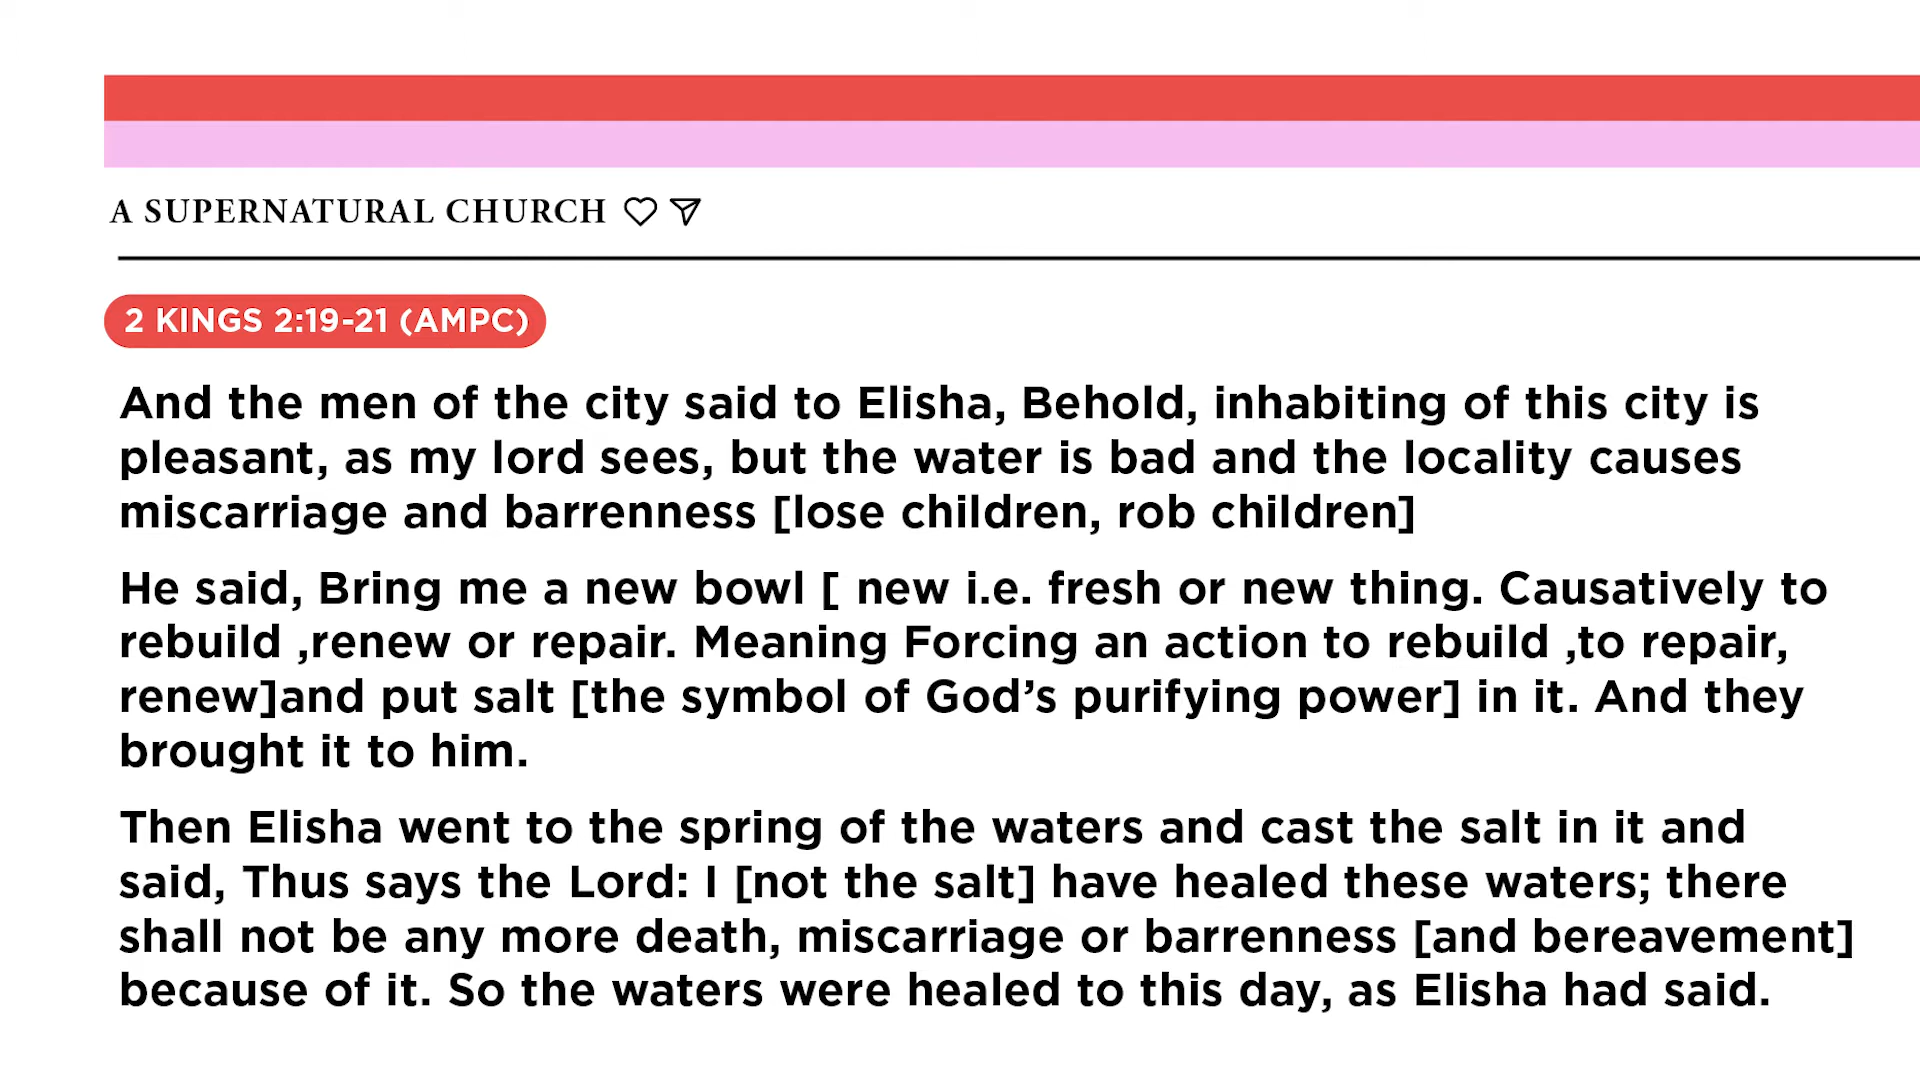 A SUPERNATURAL CHURCH
2 KINGS 2:19-21 (AMPC)
And the men of the city said to Elisha, Behold, inhabiting of this city is
pleasant, as my lord sees, but the water is bad and the locality causes
miscarriage and barrenness [lose children, rob children]
He said, Bring me a new bowl [ new i.e. fresh or new thing. Causatively to
rebuild ,renew or repair. Meaning Forcing an action to rebuild ,to repair,
renew]and put salt [the symbol of God’s purifying power] in it. And they
brought it to him.
Then Elisha went to the spring of the waters and cast the salt in it and
said, Thus says the Lord: I [not the salt] have healed these waters; there
shall not be any more death, miscarriage or barrenness [and bereavement]
because of it. So the waters were healed to this day, as Elisha had said.